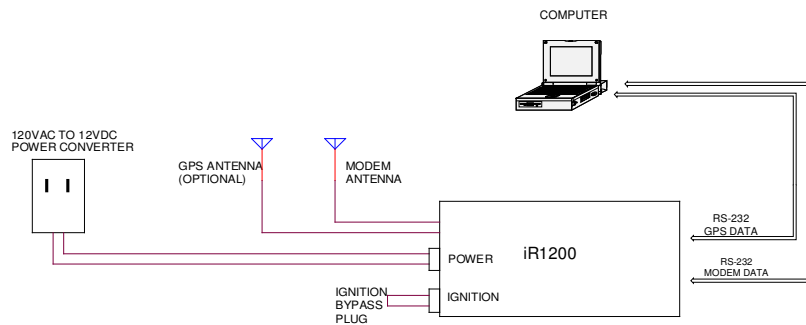 COMPUTER
120VAC TO 12VDC
POWER CONVERTER
GPS ANTENNA
(OPTIONAL)
MODEM
ANTENNA
RS-232
GPS DATA
POWER
iR1200
RS-232
MODEM DATA
IGNITION
BYPASS
PLUG
IGNITION